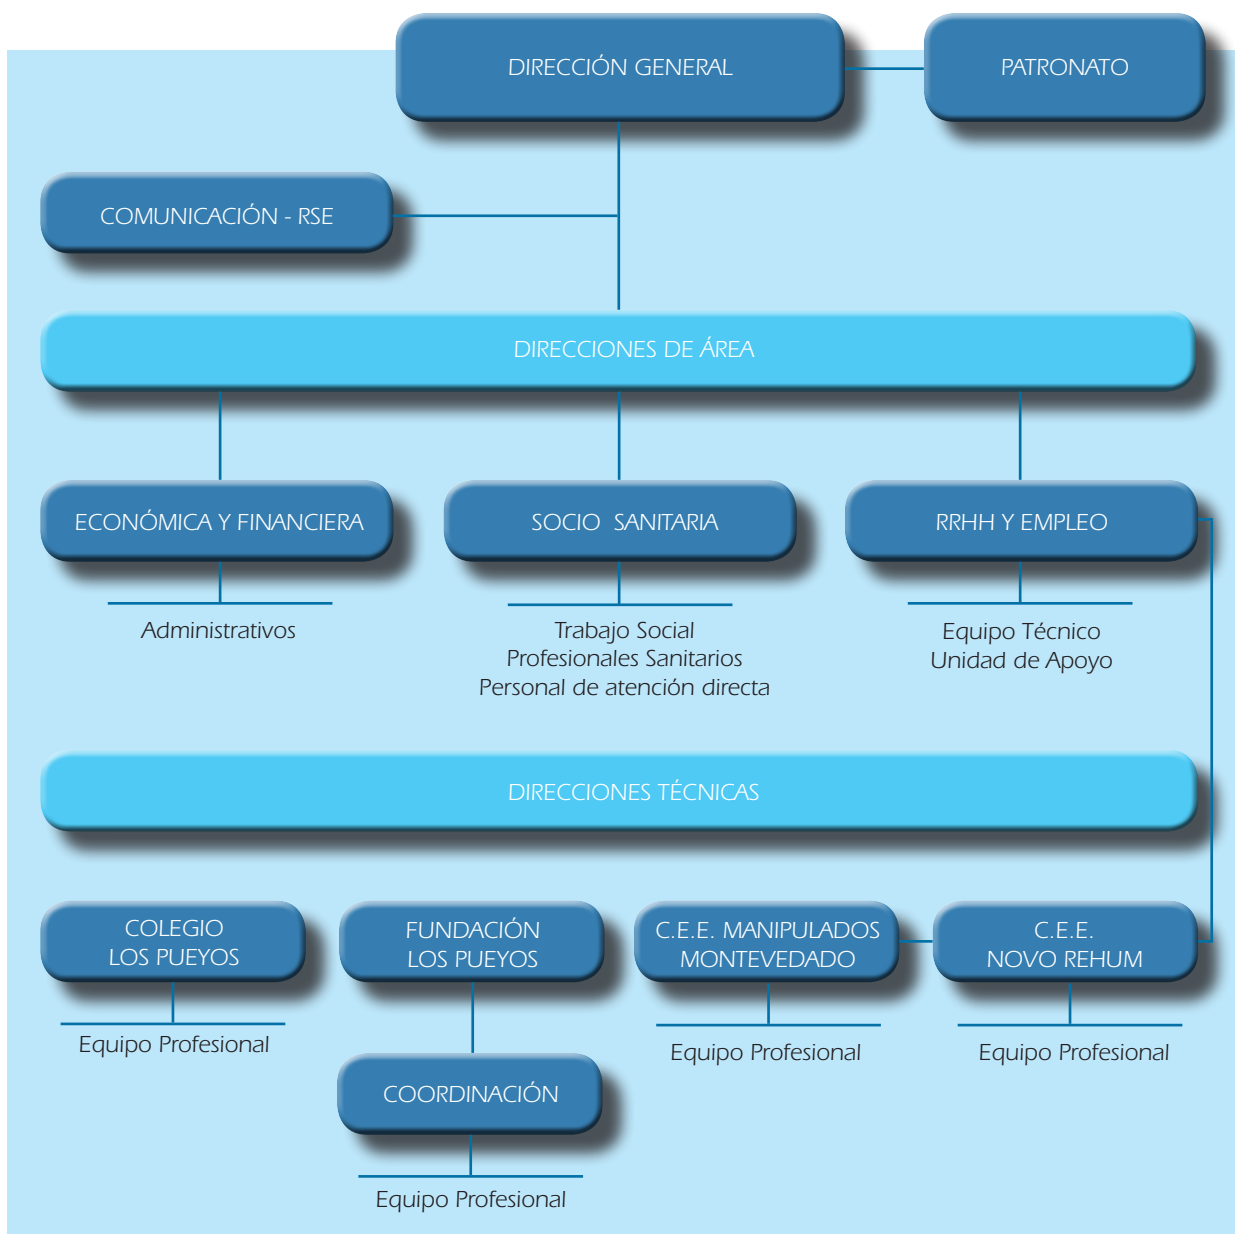 DIRECCIÓN GENERAL
PATRONATO
COMUNICACIÓN - RSE
DIRECCIONES DE ÁREA
ECONÓMICA Y FINANCIERA
SOCIO SANITARIA
RRHH Y EMPLEO
Administrativos
Trabajo Social
Profesionales Sanitarios
Personal de atención directa
Equipo Técnico
Unidad de Apoyo
DIRECCIONES TÉCNICAS
COLEGIO
LOS PUEYOS
FUNDACIÓN
LOS PUEYOS
C.E.E. MANIPULADOS
MONTEVEDADO
C.E.E.
NOVO REHUM
Equipo Profesional
COORDINACIÓN
Equipo Profesional
Equipo Profesional
Equipo Profesional